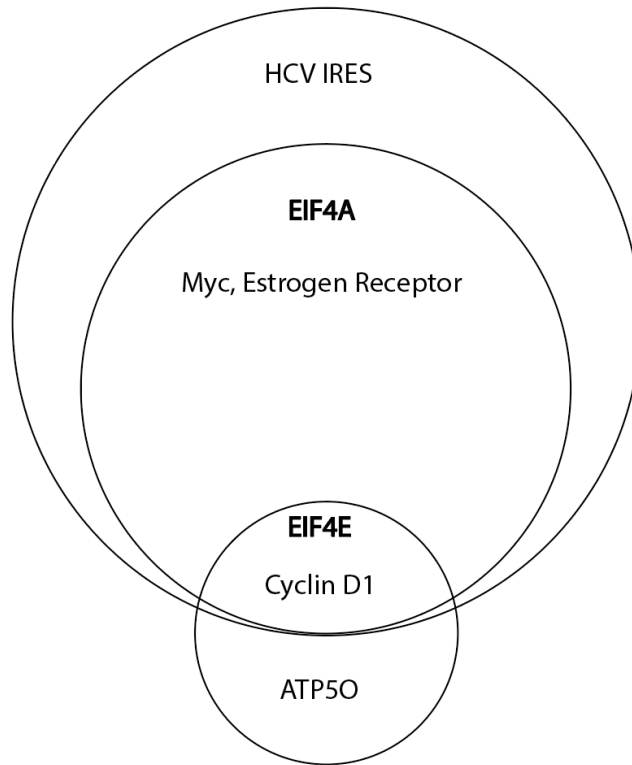 HCV IRES
EIF4A
Myc, Estrogen Receptor
EIF4E
Cyclin D1
ATP5O